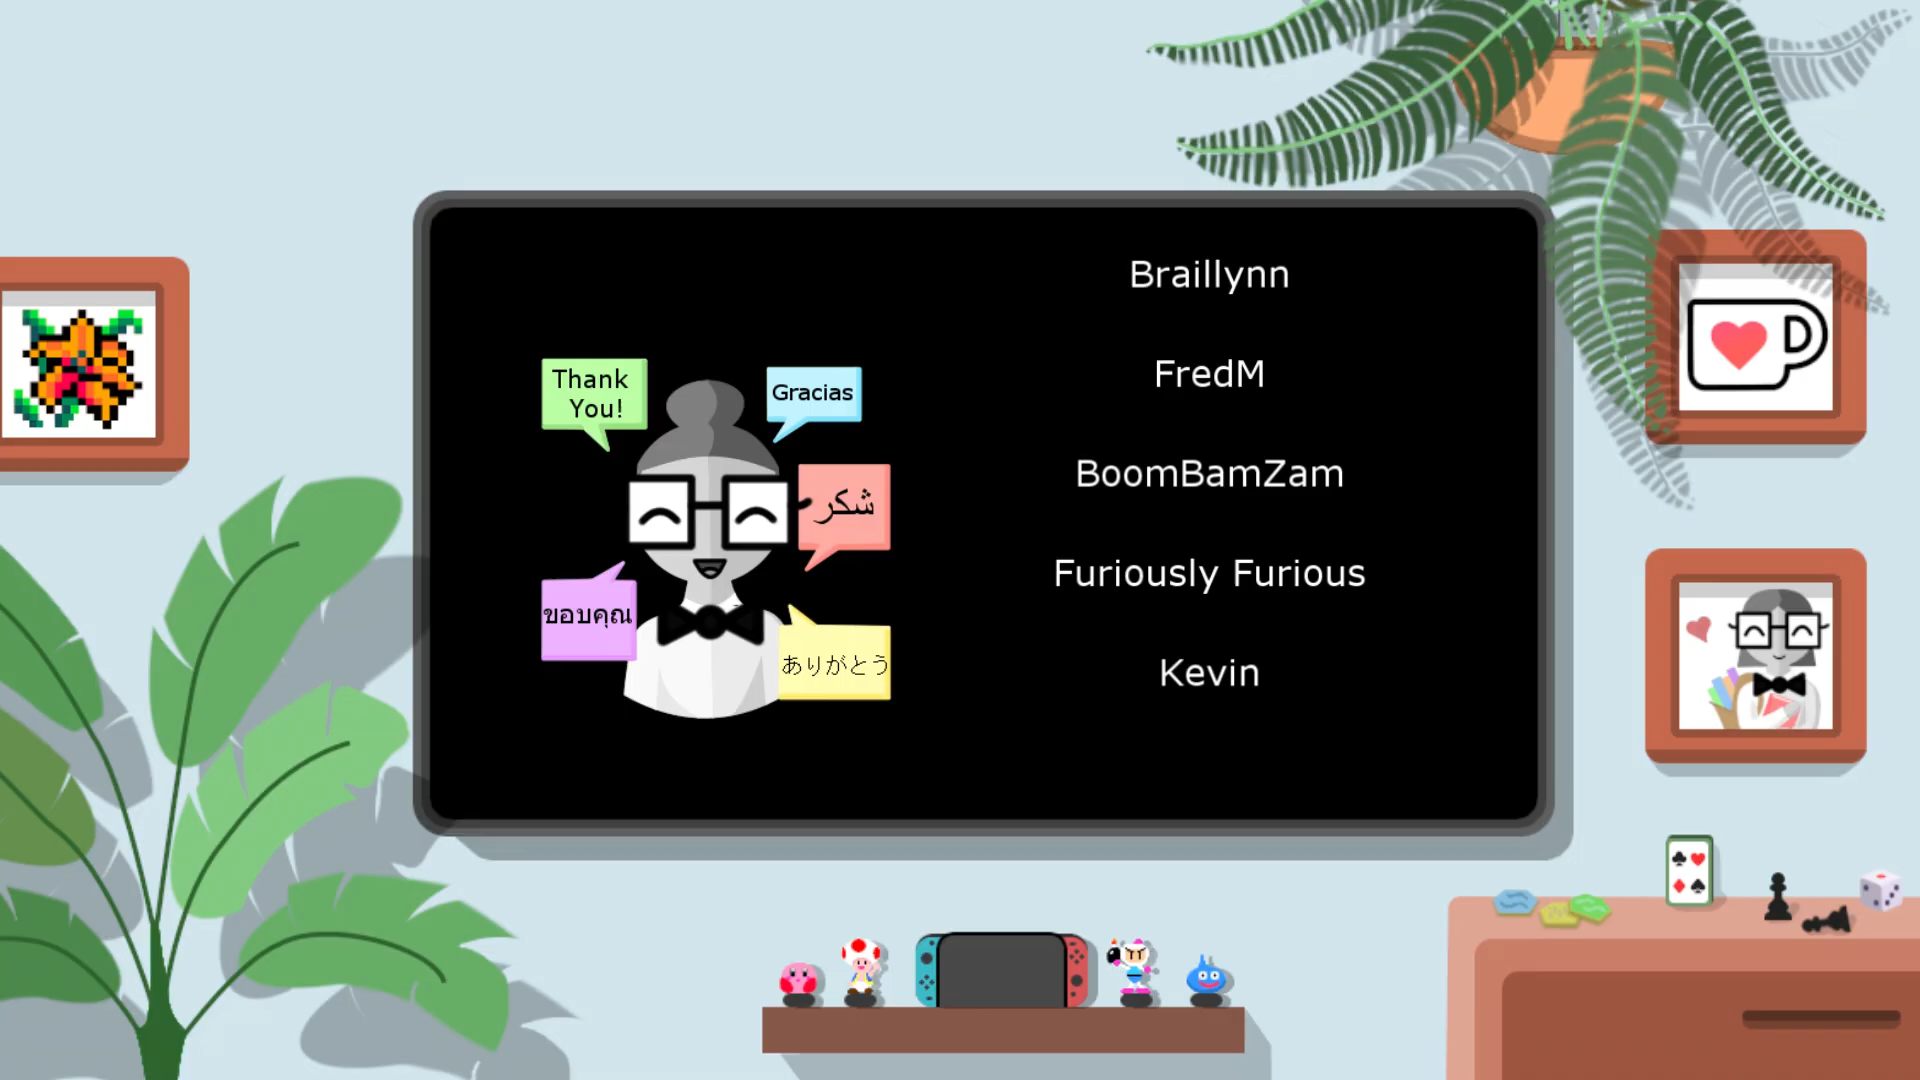 Thank
You!
Gracias
شكر
ขอบคุณ
ありがとう
Braillynn
FredM
BoomBamZam
Furiously Furious
Kevin